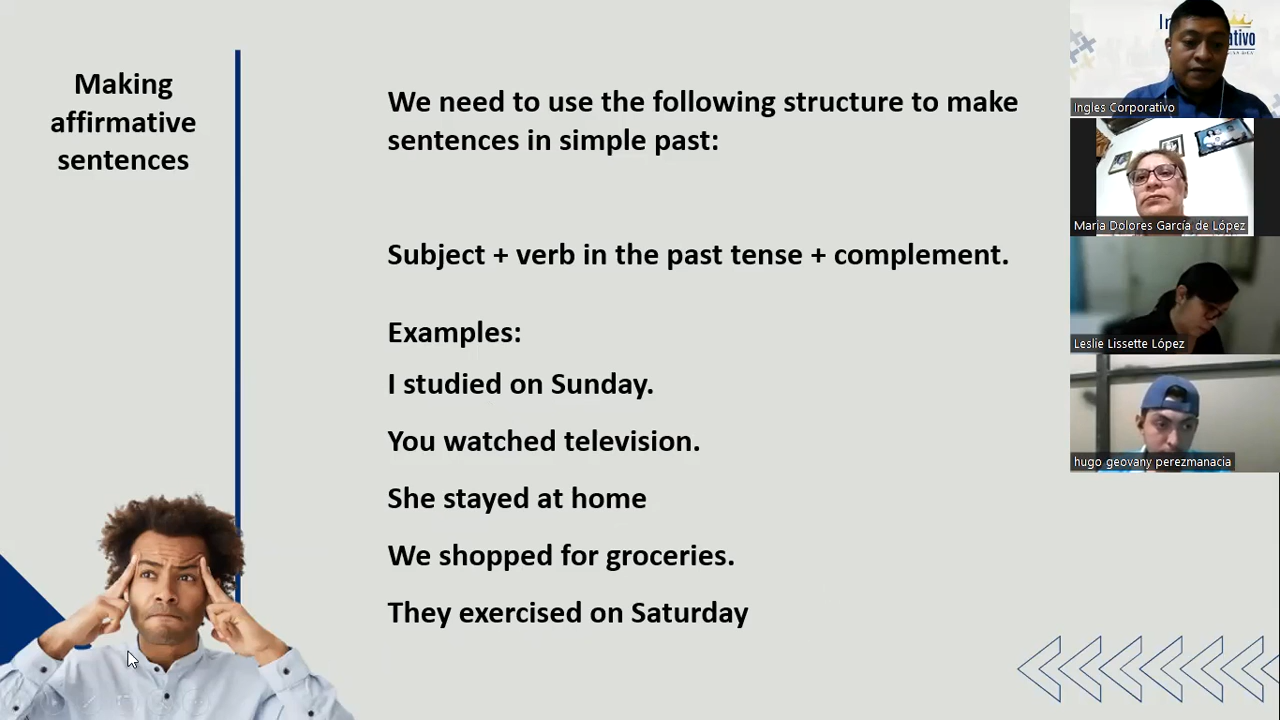 Making
affirmative
sentences
We need to use the following structure to make
sentences in simple past:
Subject + verb in the past tense + complement.
Examples:
I studied on Sunday.
You watched television.
She stayed at home
We shopped for groceries.
They exercised on Saturday
In
ativo
Ingles Corporativo
Maria Dolores García de López
Leslie Lissette López
hugo geovany perezmanacia